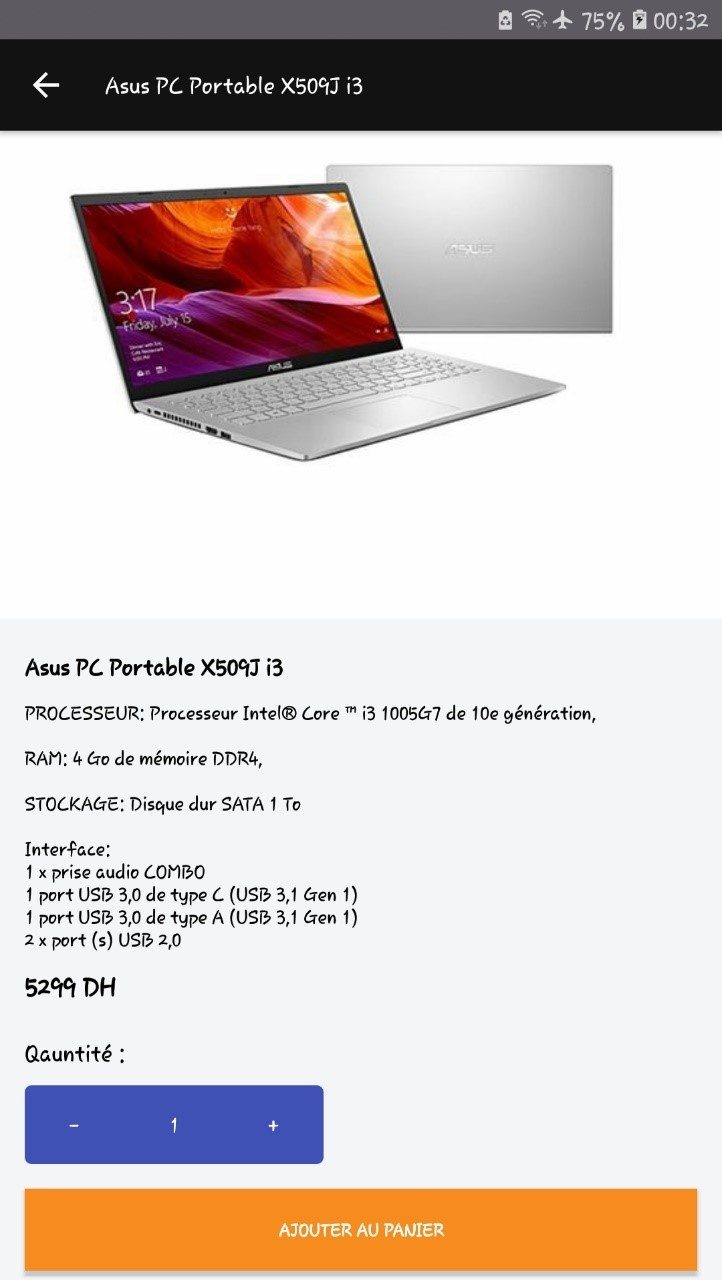 75% 00:32
Asus PC Portable X509J i3
ASUS
3:17
Friday, July 15
ASUS
Asus PC Portable X509J i3
PROCESSEUR: Processeur Intel® Core ™ i3 1005G7 de 10e génération,
RAM: 4 Go de mémoire DDR4,
STOCKAGE: Disque dur SATA 1 To
Interface:
1 x prise audio COMBO
1 port USB 3,0 de type C (USB 3,1 Gen 1)
1 port USB 3,0 de type A (USB 3,1 Gen 1)
2 x port (s) USB 2,0
5299 DH
Qauntité :
- 1 +
AJOUTER AU PANIER